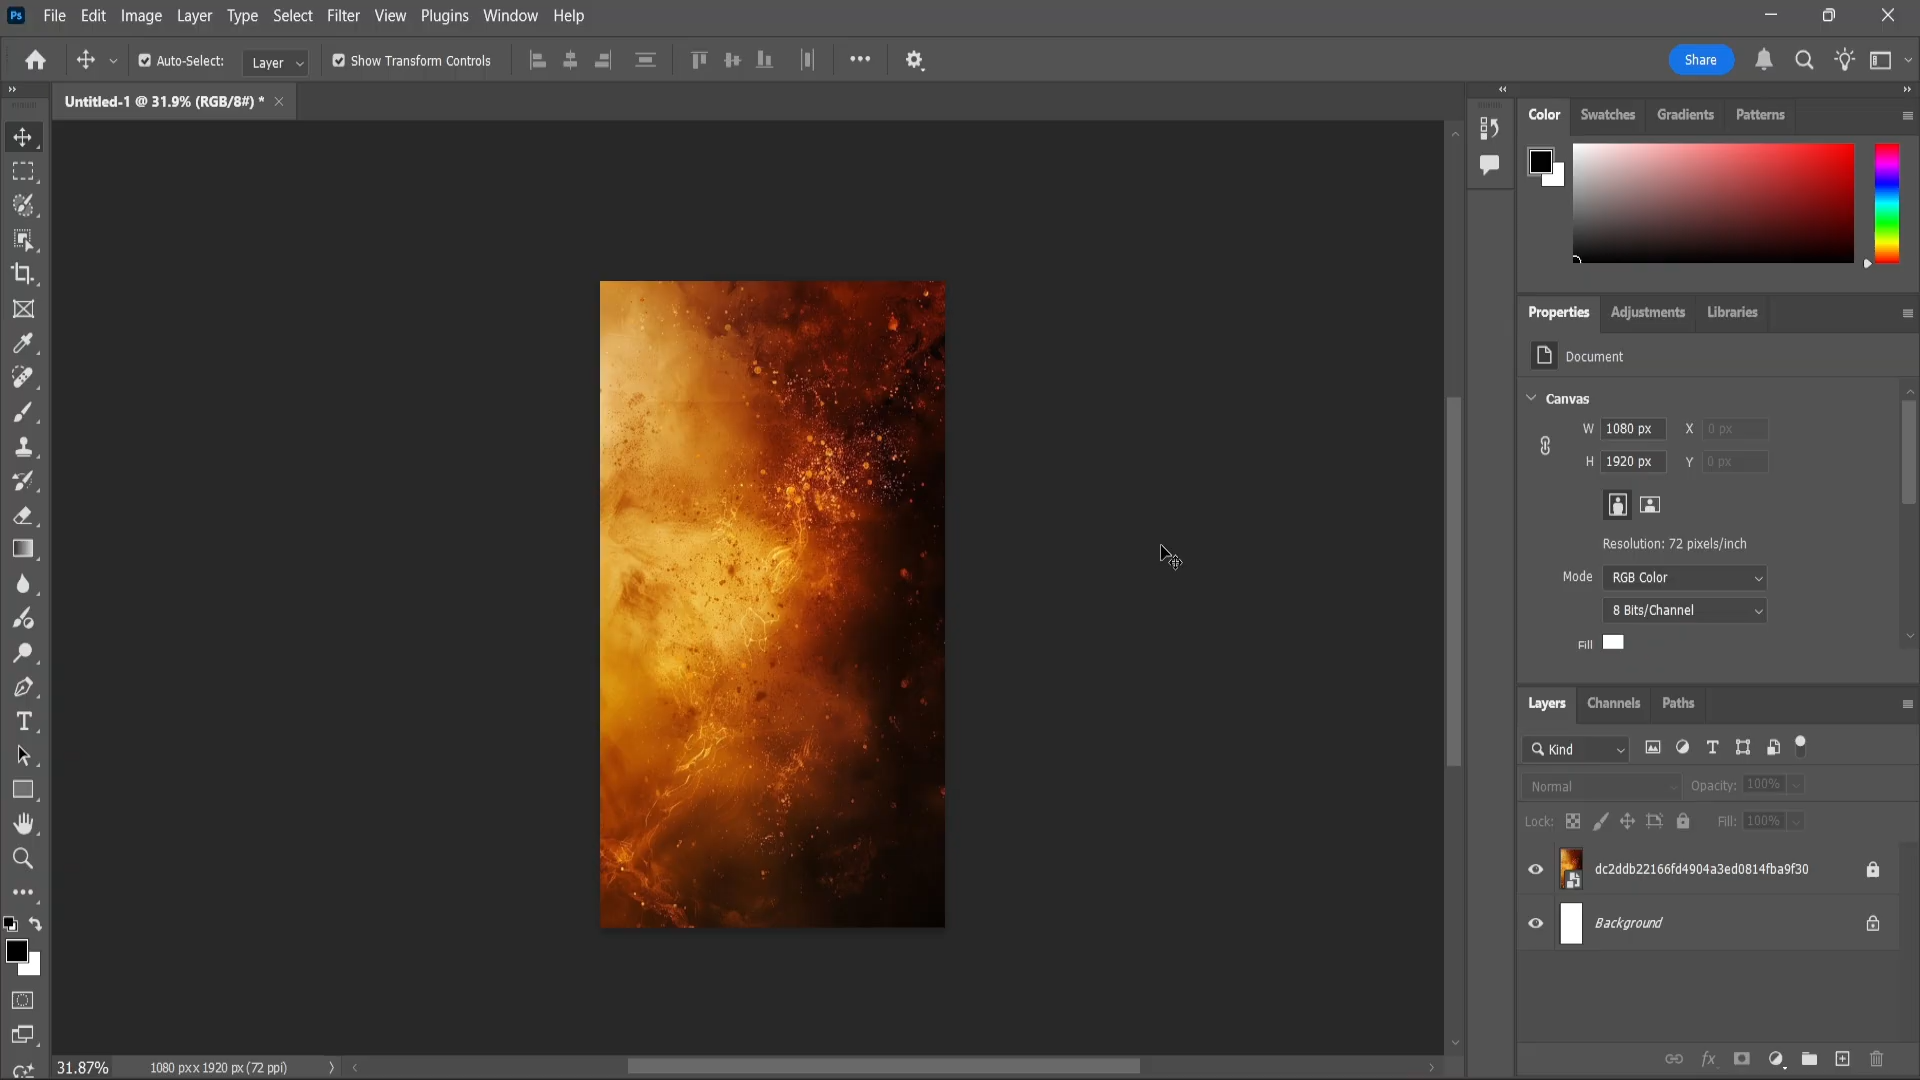 Ps File Edit Image Layer Type Select Filter View Plugins Window Help
Auto-Select: Layer Show Transform Controls Share
Untitled-1 @ 31.9% (RGB/8#) *
Color Swatches Gradients Patterns
Properties Adjustments Libraries
Document
Canvas
W 1080 px X 0 px
H 1920 px Y 0 px
Resolution: 72 pixels/inch
Mode RGB Color
8 Bits/Channel
Fill
Layers Channels Paths
Kind
Normal Opacity: 100%
Lock: Fill: 100%
dc2ddb22166fd4904a3ed0814fba9f30
Background
fx
31.87% 1080 px x 1920 px (72 ppi)